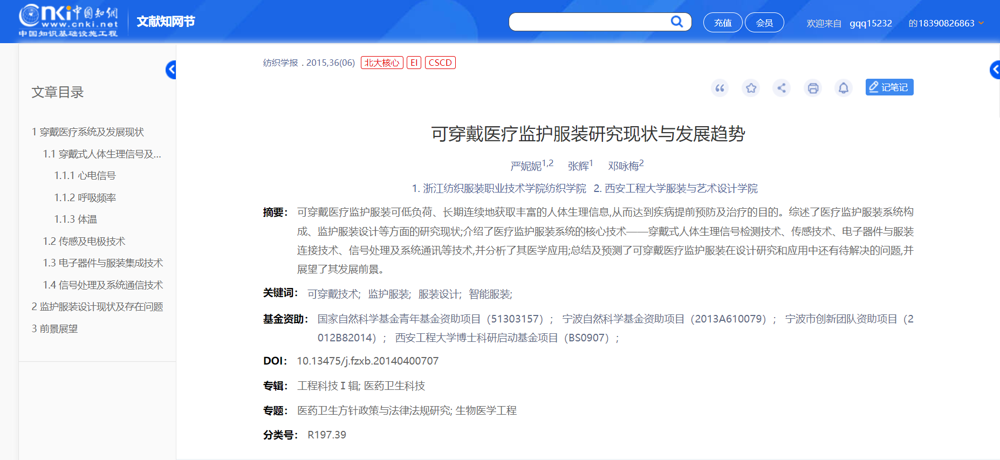 cnki 中国知网
www.cnki.net
中国知识基础设施工程
文献知网节
充值
会员
欢迎来自 gqq15232 的18390826863
文章目录
1 穿戴医疗系统及发展现状
1.1 穿戴式人体生理信号及...
1.1.1 心电信号
1.1.2 呼吸频率
1.1.3 体温
1.2 传感及电极技术
1.3 电子器件与服装集成技术
1.4 信号处理及系统通信技术
2 监护服装设计现状及存在问题
3 前景展望
纺织学报 . 2015,36(06) 北大核心 EI CSCD
记笔记
可穿戴医疗监护服装研究现状与发展趋势
严妮妮1,2 张辉1 邓咏梅2
1. 浙江纺织服装职业技术学院纺织学院 2. 西安工程大学服装与艺术设计学院
摘要： 可穿戴医疗监护服装可低负荷、长期连续地获取丰富的人体生理信息,从而达到疾病提前预防及治疗的目的。综述了医疗监护服装系统构
成、监护服装设计等方面的研究现状;介绍了医疗监护服装系统的核心技术——穿戴式人体生理信号检测技术、传感技术、电子器件与服装
连接技术、信号处理及系统通讯等技术,并分析了其医学应用;总结及预测了可穿戴医疗监护服装在设计研究和应用中还有待解决的问题,并
展望了其发展前景。
关键词： 可穿戴技术; 监护服装; 服装设计; 智能服装;
基金资助： 国家自然科学基金青年基金资助项目（51303157）； 宁波自然科学基金资助项目（2013A610079）； 宁波市创新团队资助项目（2
012B82014）； 西安工程大学博士科研启动基金项目（BS0907）；
DOI： 10.13475/j.fzxb.20140400707
专辑： 工程科技Ⅰ辑; 医药卫生科技
专题： 医药卫生方针政策与法律法规研究; 生物医学工程
分类号： R197.39